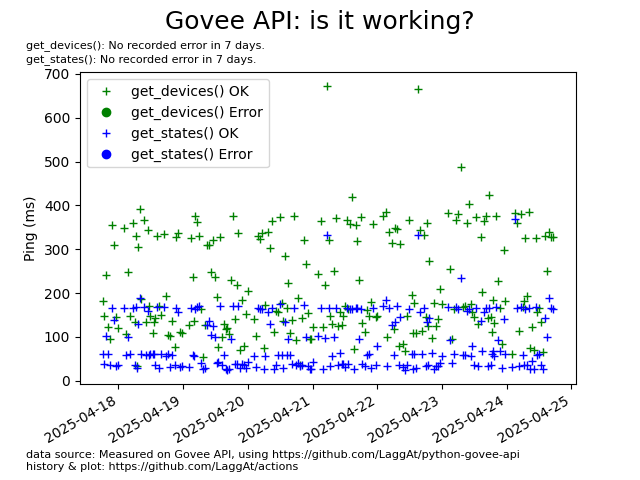 Govee API: is it working?
get_devices(): No recorded error in 7 days.
get_states(): No recorded error in 7 days.
700
600
500
400
300
200
100
0
Ping (ms)
get_devices() OK
get_devices() Error
get_states() OK
get_states() Error
2025-04-18
2025-04-19
2025-04-20
2025-04-21
2025-04-22
2025-04-23
2025-04-24
2025-04-25
data source: Measured on Govee API, using https://github.com/LaggAt/python-govee-api
history & plot: https://github.com/LaggAt/actions